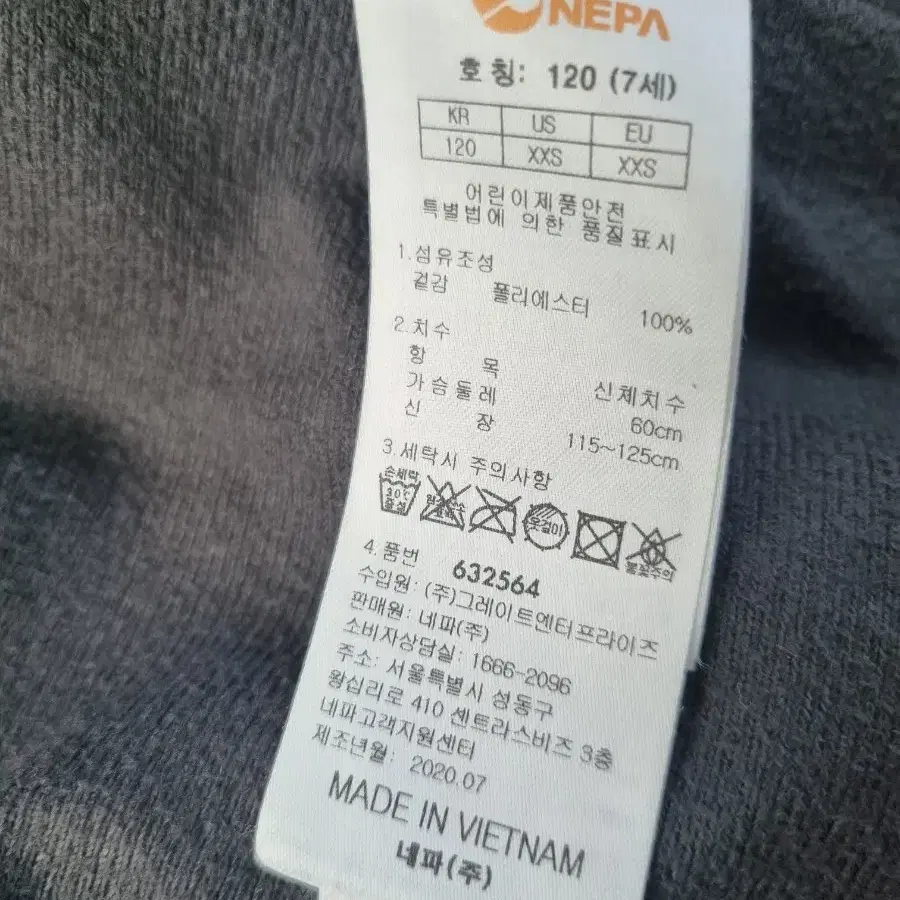 NEPA
호칭: 120 (7세)
KR US EU
120 XXS XXS
어린이제품안전
특별법에 의한 품질표시
1.섬유조성
겉감 폴리에스터 100%
2.치수
항 목 신체치수
가슴둘레 60cm
신 장 115~125cm
3.세탁시 주의사항
손세탁
30℃
중성
옷걸이
불꽃주의
4.품번 632564
수입원: (주)그레이트엔터프라이즈
판매원: 네파(주)
소비자상담실: 1666-2096
주소: 서울특별시 성동구
왕십리로 410 센트라스비즈 3층
네파고객지원센터
제조년월: 2020.07
MADE IN VIETNAM
네파(주)